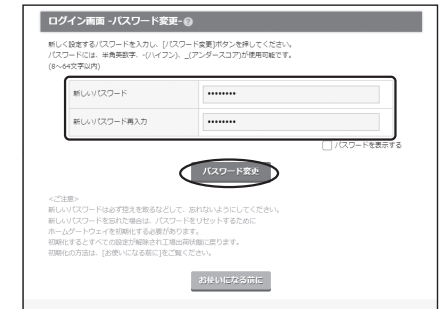 ログイン画面 -パスワード変更-?
新しく設定するパスワードを入力し、[パスワード変更]ボタンを押してください。
パスワードには、半角英数字、-(ハイフン)、_(アンダースコア)が使用可能です。
(8～64文字以内)
新しいパスワード ••••••••
新しいパスワード再入力 ••••••••
パスワードを表示する
パスワード変更
<ご注意>
新しいパスワードは必ず控えを取るなどして、忘れないようにしてください。
新しいパスワードを忘れた場合は、パスワードをリセットするために
ホームゲートウェイを初期化する必要があります。
初期化するとすべての設定が解除され工場出荷状態に戻ります。
初期化の方法は、[お使いになる前に]をご覧ください。
お使いになる前に